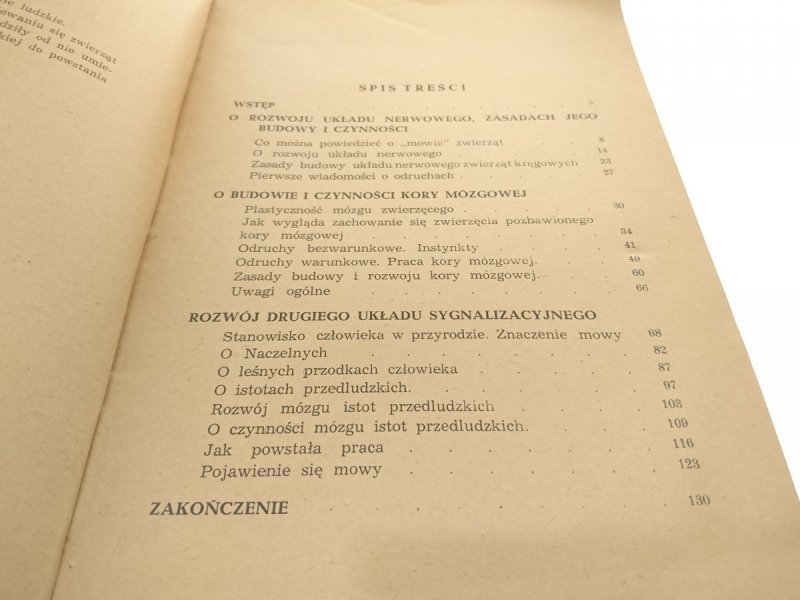 ne ludzkie.
ewaniu się zwierząt
dziły od nie umie-
kiej do powstania
SPIS TREŚCI
WSTĘP . . . . . . . . . 5
O ROZWOJU UKŁADU NERWOWEGO, ZASADACH JEGO
BUDOWY I CZYNNOŚCI
Co można powiedzieć o „mowie" zwierząt . . . 8
O rozwoju układu nerwowego . . . . . 14
Zasady budowy układu nerwowego zwierząt kręgowych 23
Pierwsze wiadomości o odruchach . . . . . 27
O BUDOWIE I CZYNNOŚCI KORY MÓZGOWEJ
Plastyczność mózgu zwierzęcego . . . . . 30
Jak wygląda zachowanie się zwierzęcia pozbawionego
kory mózgowej . . . . . . . 34
Odruchy bezwarunkowe. Instynkty . . . . 41
Odruchy warunkowe. Praca kory mózgowej. . . . 49
Zasady budowy i rozwoju kory mózgowej. . . . 60
Uwagi ogólne . . . . . . . 66
ROZWÓJ DRUGIEGO UKŁADU SYGNALIZACYJNEGO
Stanowisko człowieka w przyrodzie. Znaczenie mowy 68
O Naczelnych . . . . . . . 82
O leśnych przodkach człowieka . . . . . 87
O istotach przedludzkich. . . . . . 97
Rozwój mózgu istot przedludzkich . . . . 103
O czynności mózgu istot przedludzkich. . . . 109
Jak powstała praca . . . . . . 116
Pojawienie się mowy . . . . . . 123
ZAKOŃCZENIE . . . . . . . . 130